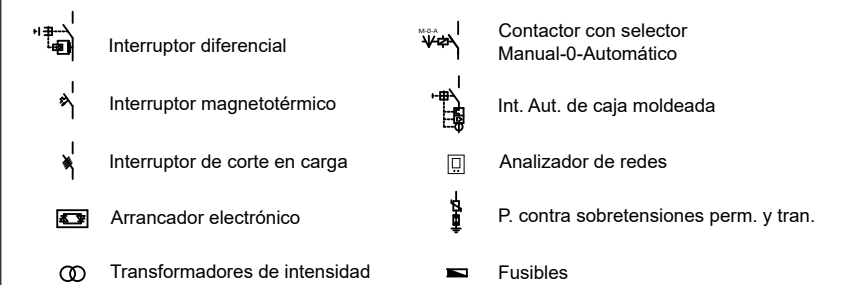 Interruptor diferencial
Interruptor magnetotérmico
Interruptor de corte en carga
Arrancador electrónico
Transformadores de intensidad
M-0-A
Contactor con selector
Manual-0-Automático
Int. Aut. de caja moldeada
Analizador de redes
P. contra sobretensiones perm. y tran.
Fusibles